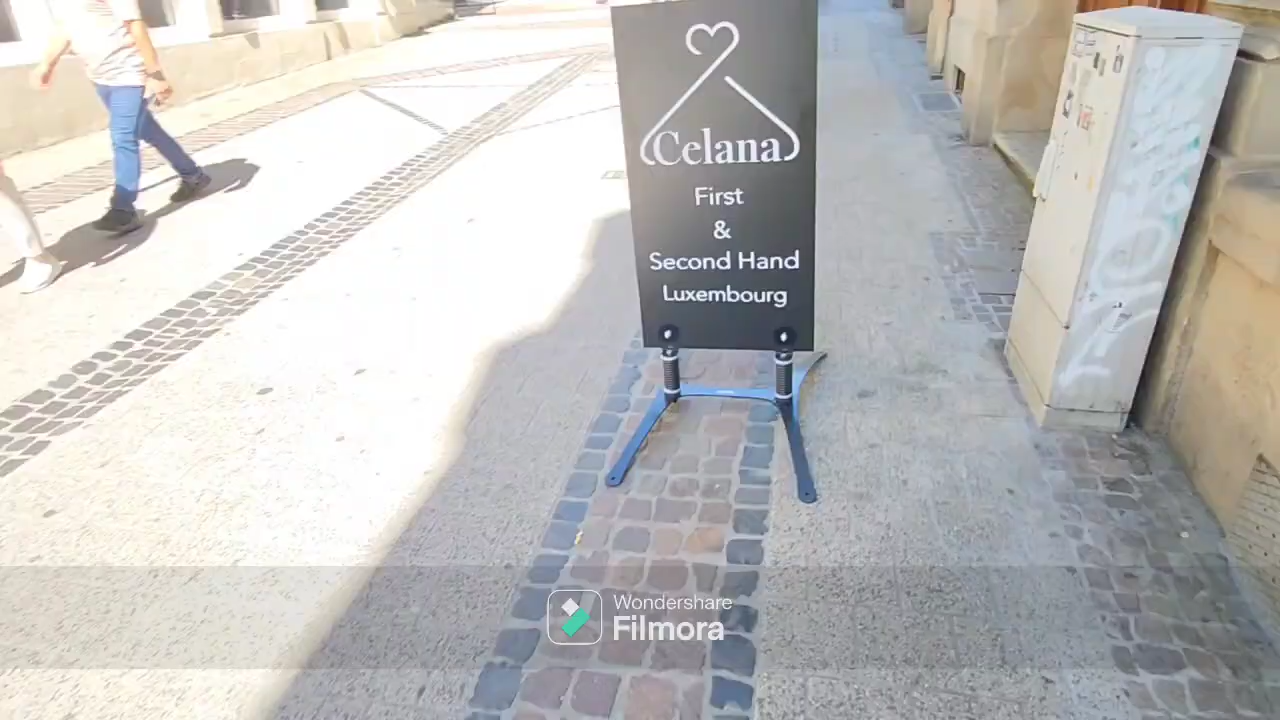 Celana
First
&
Second Hand
Luxembourg
Wondershare
Filmora